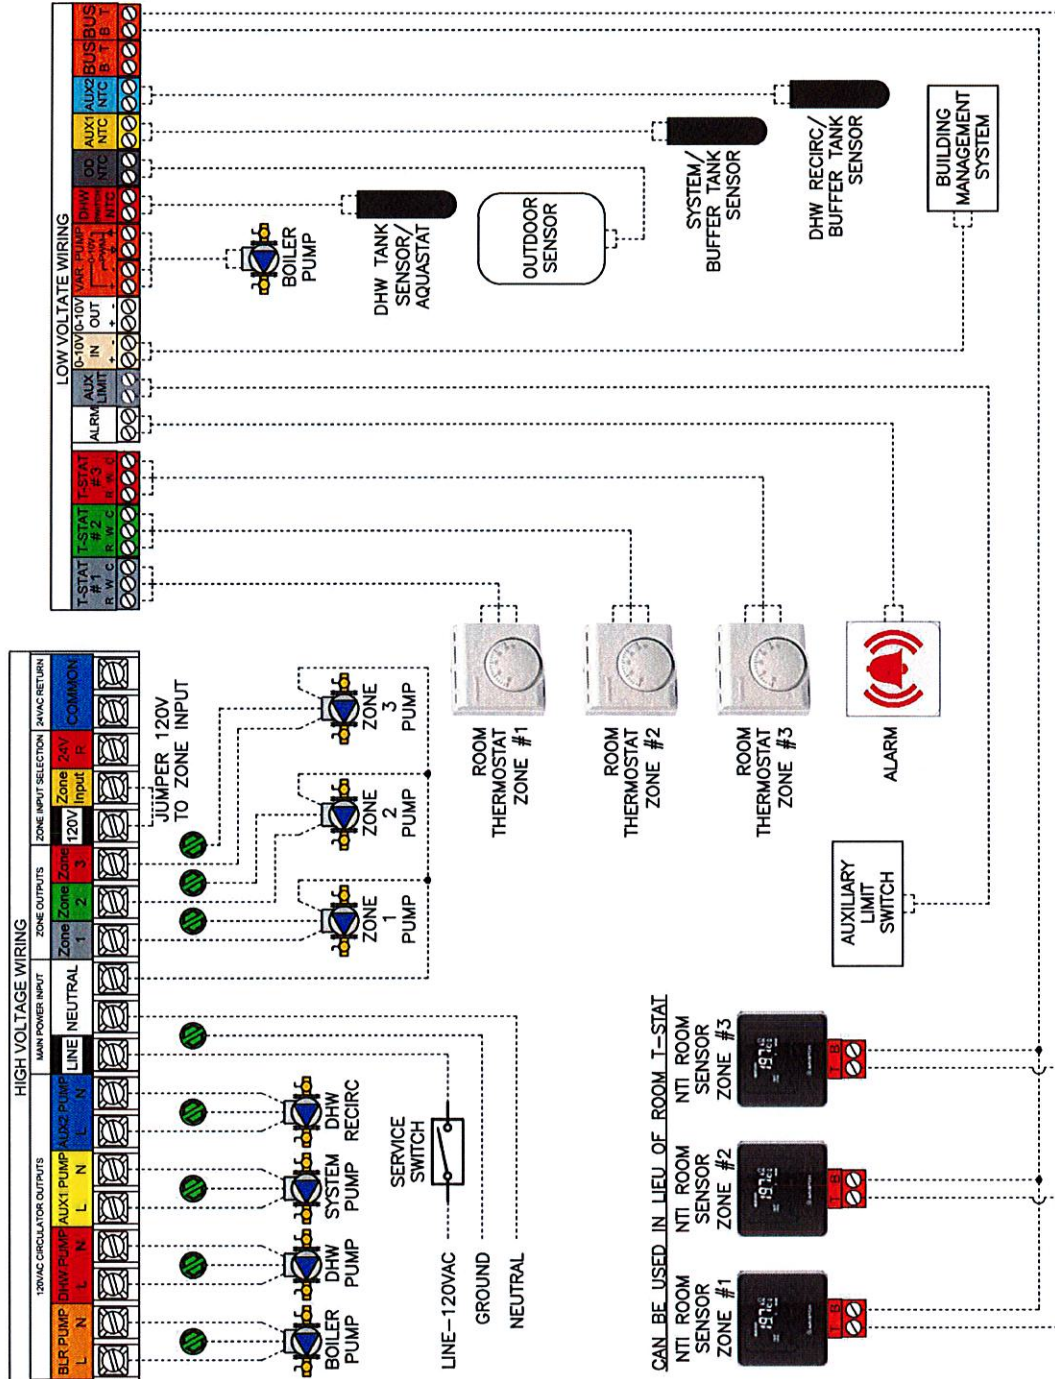 HIGH VOLTAGE WIRING
120VAC CIRCULATOR OUTPUTS
MAIN POWER INPUT
ZONE OUTPUTS
ZONE INPUT SELECTION
24VAC RETURN
BLR PUMP
L N
DHW PUMP
L N
AUX1 PUMP
L N
AUX2 PUMP
L N
LINE
NEUTRAL
Zone
1
Zone
2
Zone
3
120V
Zone
Input
24V
R
COMMON
JUMPER 120V
TO ZONE INPUT
BOILER
PUMP
DHW
PUMP
SYSTEM
PUMP
DHW
RECIRC
ZONE
1
PUMP
ZONE
2
PUMP
ZONE
3
PUMP
SERVICE
SWITCH
LINE-120VAC
GROUND
NEUTRAL
LOW VOLTATE WIRING
T-STAT
#1
R W C
T-STAT
#2
R W C
T-STAT
#3
R W C
ALRM
AUX
LIMIT
0-10V
IN
+ -
0-10V
OUT
+ -
VAR. PUMP
0-10V
PWM
DHW
NTC
OD
NTC
AUX1
NTC
AUX2
NTC
BUS
B T
BUS
B T
BOILER
PUMP
DHW TANK
SENSOR/
AQUASTAT
OUTDOOR
SENSOR
SYSTEM/
BUFFER TANK
SENSOR
DHW RECIRC/
BUFFER TANK
SENSOR
BUILDING
MANAGEMENT
SYSTEM
ROOM
THERMOSTAT
ZONE #1
ROOM
THERMOSTAT
ZONE #2
ROOM
THERMOSTAT
ZONE #3
ALARM
AUXILIARY
LIMIT
SWITCH
CAN BE USED IN LIEU OF ROOM T-STAT
NTI ROOM
SENSOR
ZONE #1
T B
NTI ROOM
SENSOR
ZONE #2
T B
NTI ROOM
SENSOR
ZONE #3
T B